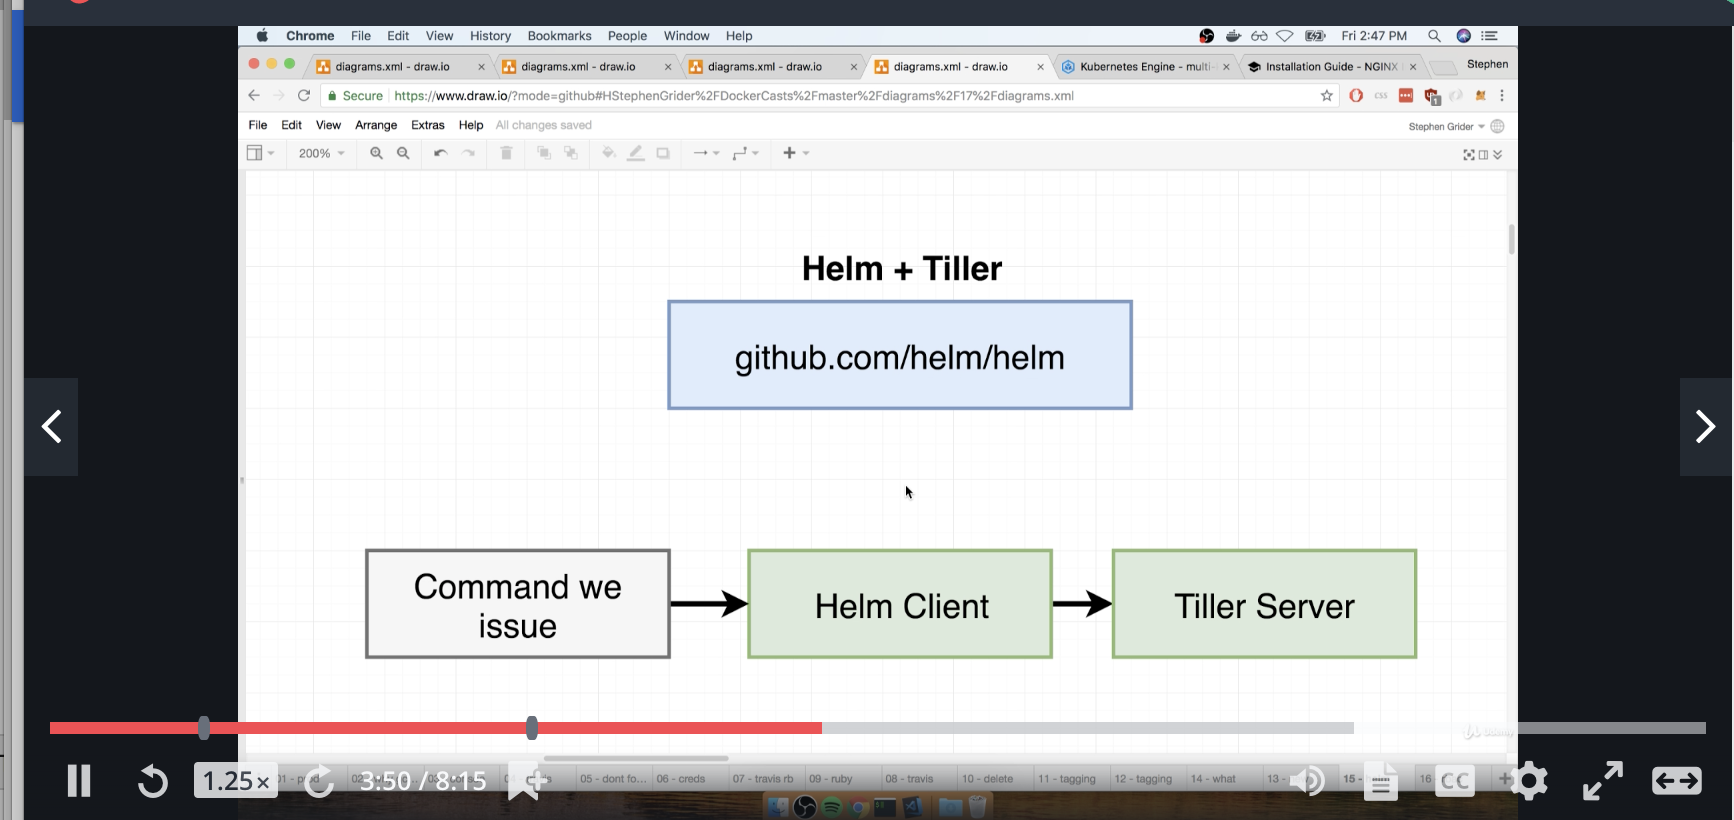 Chrome File Edit View History Bookmarks People Window Help Fri 2:47 PM
diagrams.xml - draw.io diagrams.xml - draw.io diagrams.xml - draw.io diagrams.xml - draw.io Kubernetes Engine - multi- Installation Guide - NGINX Stephen
Secure https://www.draw.io/?mode=github#HStephenGrider%2FDockerCasts%2Fmaster%2Fdiagrams%2F17%2Fdiagrams.xml
File Edit View Arrange Extras Help All changes saved Stephen Grider
200%
Helm + Tiller
github.com/helm/helm
Command we
issue
Helm Client
Tiller Server
05 - dont fo... 06 - creds 07 - travis rb 09 - ruby 08 - travis 10 - delete 11 - tagging 12 - tagging 14 - what 13 - 15 - 16
1.25× 3:50 / 8:15 CC